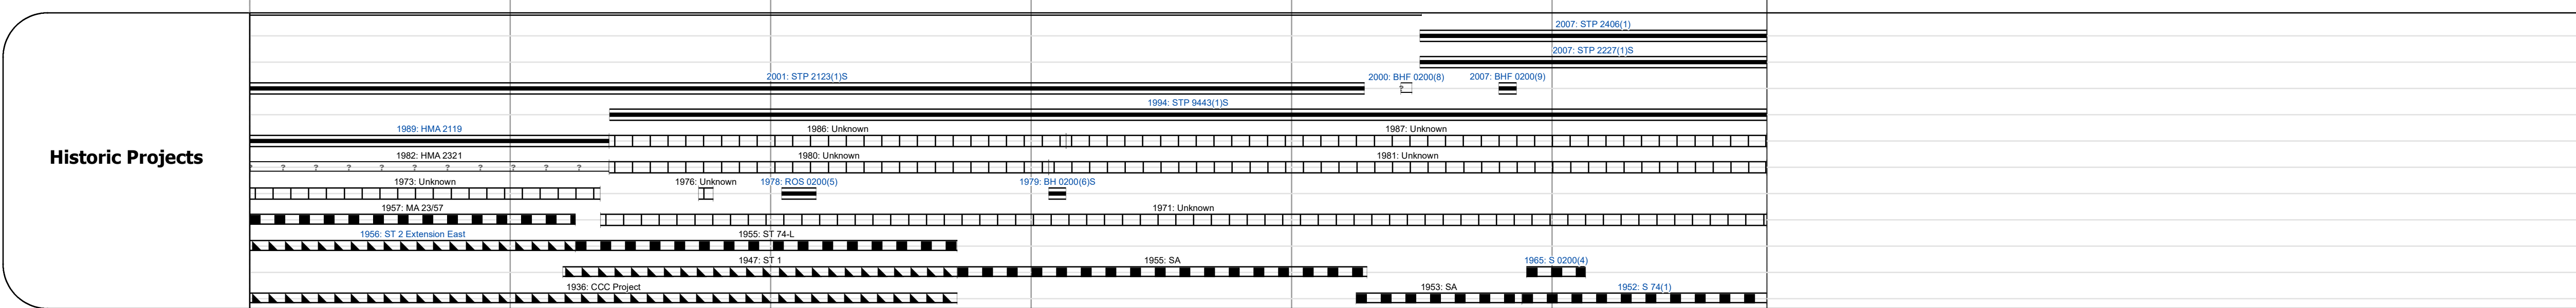 2007: STP 2406(1)
2007: STP 2227(1)S
2001: STP 2123(1)S 2000: BHF 0200(8) 2007: BHF 0200(9)
?
1994: STP 9443(1)S
1989: HMA 2119 1986: Unknown 1987: Unknown
Historic Projects
1982: HMA 2321 1980: Unknown 1981: Unknown
? ? ? ? ? ? ? ? ? ? ?
1973: Unknown 1976: Unknown 1978: ROS 0200(5) 1979: BH 0200(6)S
1957: MA 23/57 1971: Unknown
1956: ST 2 Extension East 1955: ST 74-L
1947: ST 1 1955: SA 1965: S 0200(4)
1936: CCC Project 1953: SA 1952: S 74(1)